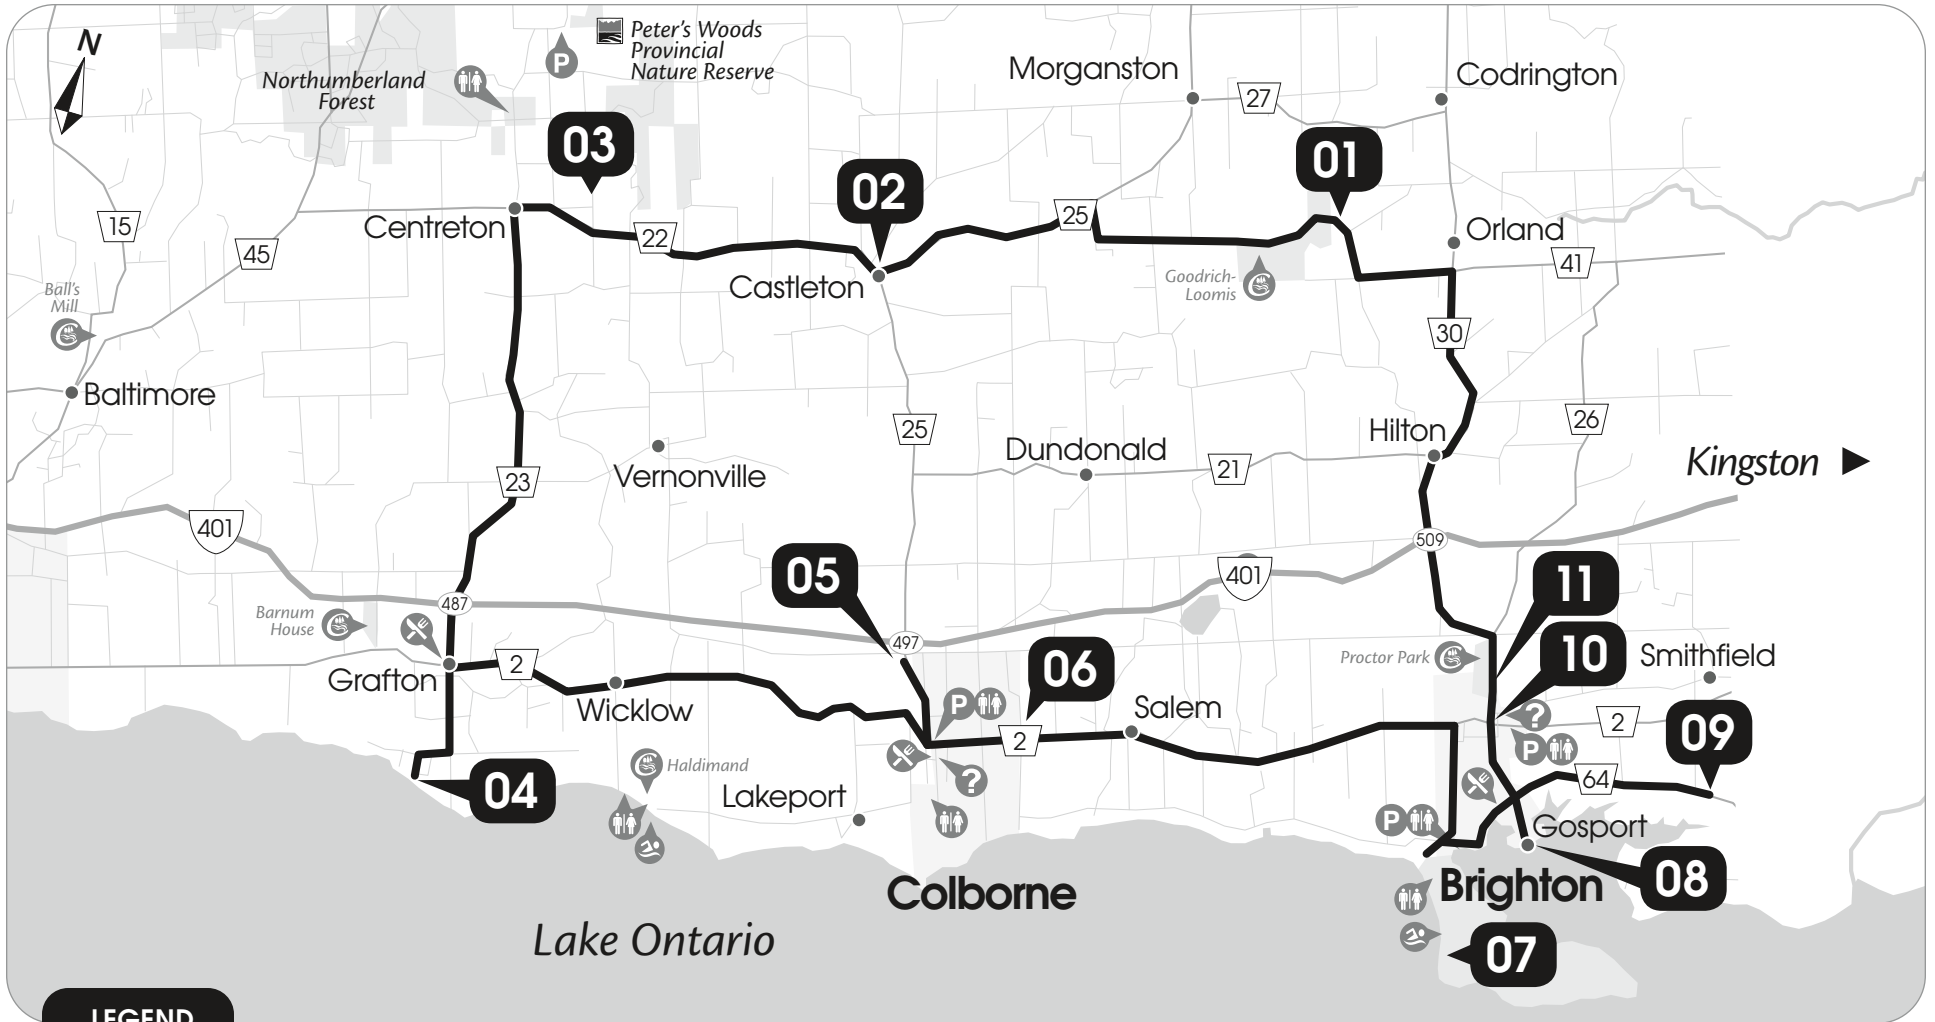 N
Northumberland
Forest
P
Peter's Woods
Provincial
Nature Reserve
Morganston
27
Codrington
03
01
02
15
45
Centreton
22
25
Orland
41
Castleton
Goodrich-
Loomis
Ball's
Mill
30
Baltimore
25
Hilton
26
Dundonald
21
Vernonville
23
Kingston
401
509
401
05
11
487
Barnum
House
497
06
10
Proctor Park
Smithfield
Grafton
2
Wicklow
P
Salem
2
?
2
09
P
04
Haldimand
?
Lakeport
64
P
Gosport
Colborne
Brighton
08
Lake Ontario
07
LEGEND